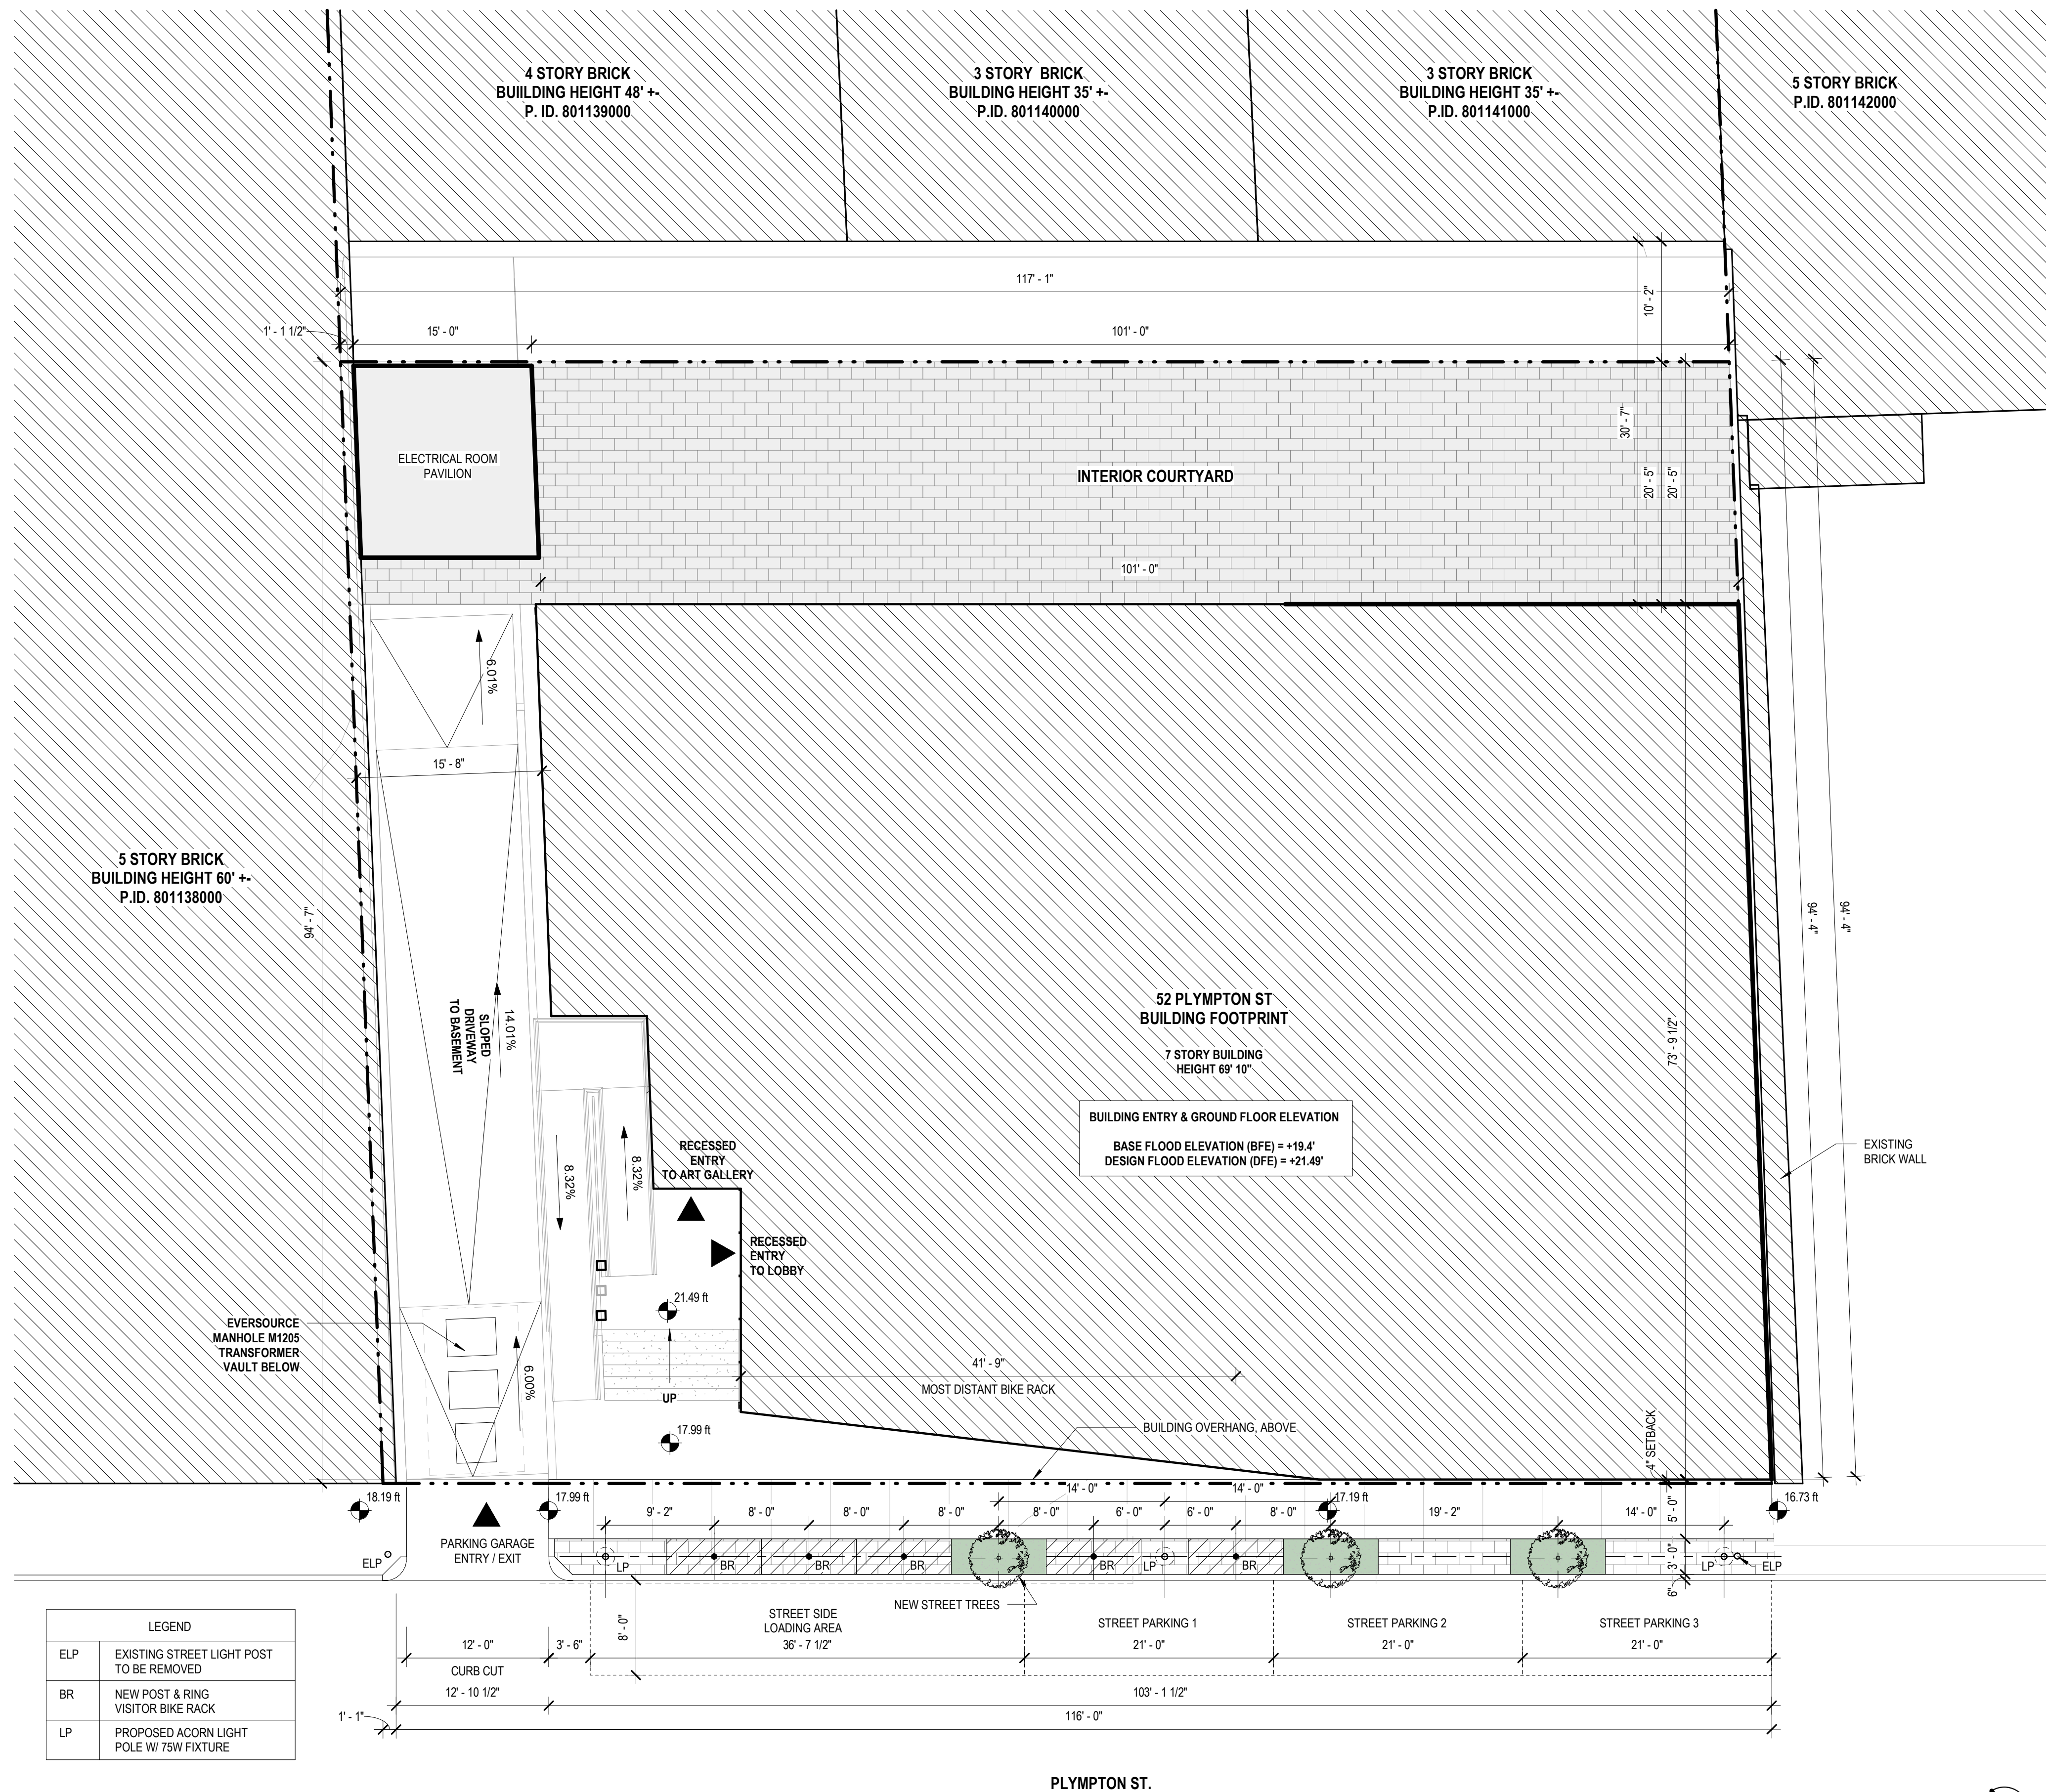 4 STORY BRICK
BUIILDING HEIGHT 48' +-
P. ID. 801139000
3 STORY BRICK
BUILDING HEIGHT 35' +-
P.ID. 801140000
3 STORY BRICK
BUILDING HEIGHT 35' +-
P.ID. 801141000
5 STORY BRICK
P.ID. 801142000
117' - 1"
10' - 2"
1' - 1 1/2"
15' - 0"
101' - 0"
30' - 7"
20' - 5"
20' - 5"
ELECTRICAL ROOM
PAVILION
INTERIOR COURTYARD
101' - 0"
6.01%
15' - 8"
5 STORY BRICK
BUILDING HEIGHT 60' +-
P.ID. 801138000
94' - 7"
94' - 4"
94' - 4"
SLOPED
DRIVEWAY
TO BASEMENT
14.01%
52 PLYMPTON ST
BUILDING FOOTPRINT
7 STORY BUILDING
HEIGHT 69' 10"
73' - 9 1/2"
BUILDING ENTRY & GROUND FLOOR ELEVATION
BASE FLOOD ELEVATION (BFE) = +19.4'
DESIGN FLOOD ELEVATION (DFE) = +21.49'
EXISTING
BRICK WALL
RECESSED
ENTRY
TO ART GALLERY
8.32%
8.32%
RECESSED
ENTRY
TO LOBBY
21.49 ft
EVERSOURCE
MANHOLE M1205
TRANSFORMER
VAULT BELOW
6.00%
UP
41' - 9"
MOST DISTANT BIKE RACK
17.99 ft
BUILDING OVERHANG, ABOVE
4" SETBACK
18.19 ft
17.99 ft
14' - 0"
14' - 0"
17.19 ft
16.73 ft
9' - 2"
8' - 0"
8' - 0"
8' - 0"
8' - 0"
6' - 0"
6' - 0"
8' - 0"
19' - 2"
14' - 0"
5' - 0"
PARKING GARAGE
ENTRY / EXIT
ELP
LP
BR
BR
BR
BR
LP
BR
LP
ELP
3' - 0"
6"
NEW STREET TREES
8' - 0"
STREET SIDE
LOADING AREA
36' - 7 1/2"
STREET PARKING 1
21' - 0"
STREET PARKING 2
21' - 0"
STREET PARKING 3
21' - 0"
12' - 0"
3' - 6"
CURB CUT
12' - 10 1/2"
103' - 1 1/2"
1' - 1"
116' - 0"
LEGEND
ELP EXISTING STREET LIGHT POST
TO BE REMOVED
BR NEW POST & RING
VISITOR BIKE RACK
LP PROPOSED ACORN LIGHT
POLE W/ 75W FIXTURE
PLYMPTON ST.